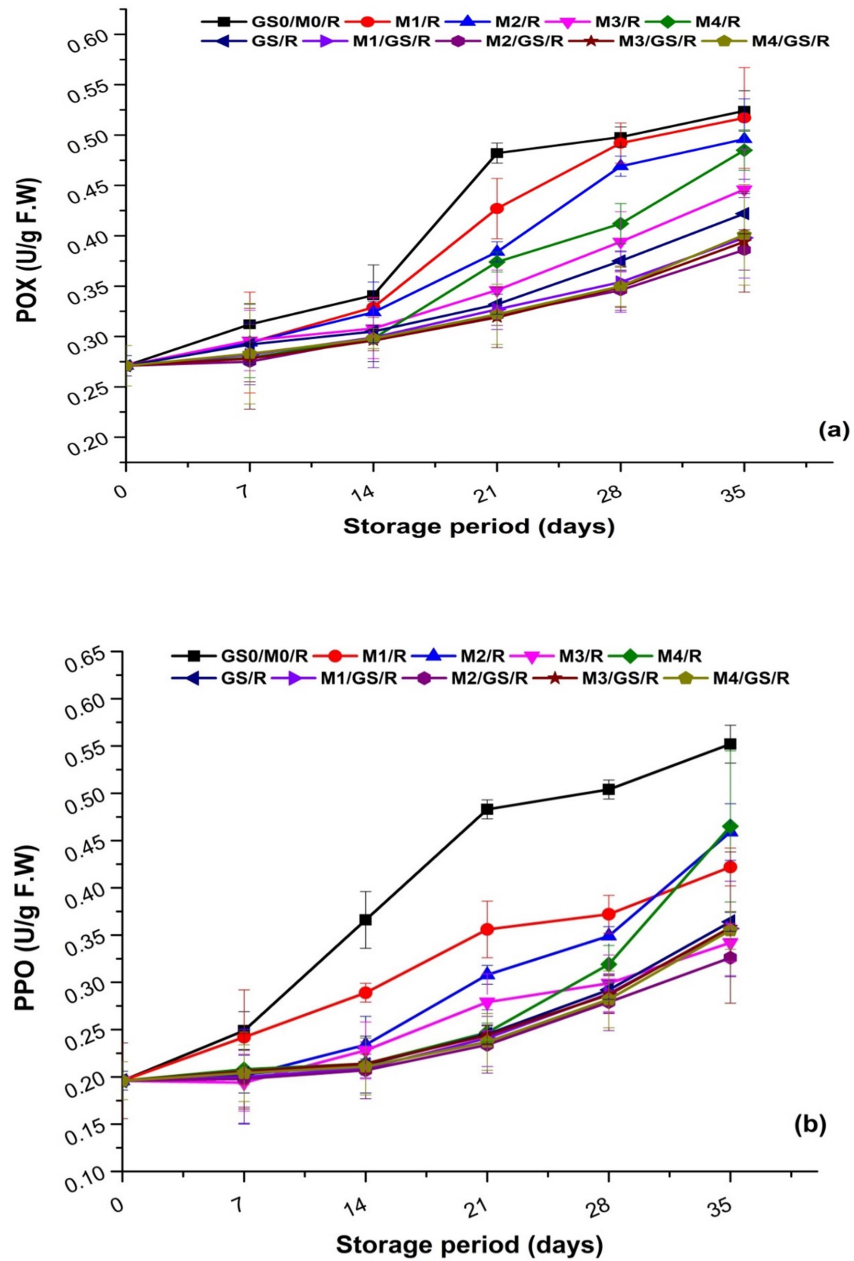 GS0/M0/R M1/R M2/R M3/R M4/R
GS/R M1/GS/R M2/GS/R M3/GS/R M4/GS/R
POX (U/g F.W)
0.60
0.55
0.50
0.45
0.40
0.35
0.30
0.25
0.20
(a)
0 7 14 21 28 35
Storage period (days)
GS0/M0/R M1/R M2/R M3/R M4/R
GS/R M1/GS/R M2/GS/R M3/GS/R M4/GS/R
PPO (U/g F.W)
0.65
0.60
0.55
0.50
0.45
0.40
0.35
0.30
0.25
0.20
0.15
0.10
(b)
0 7 14 21 28 35
Storage period (days)